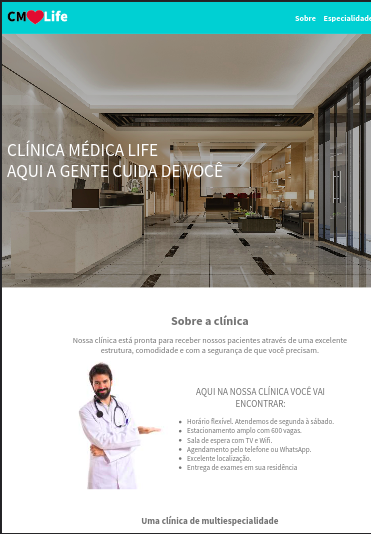 CM Life
Sobre Especialidade
CLÍNICA MÉDICA LIFE
AQUI A GENTE CUIDA DE VOCÊ
Sobre a clínica
Nossa clínica está pronta para receber nossos pacientes através de uma excelente
estrutura, comodidade e com a segurança de que você precisam.
AQUI NA NOSSA CLÍNICA VOCÊ VAI
ENCONTRAR:
Horário flexível. Atendemos de segunda à sábado.
Estacionamento amplo com 600 vagas.
Sala de espera com TV e Wifi.
Agendamento pelo telefone ou WhatsApp.
Excelente localização.
Entrega de exames em sua residência
Uma clínica de multiespecialidade